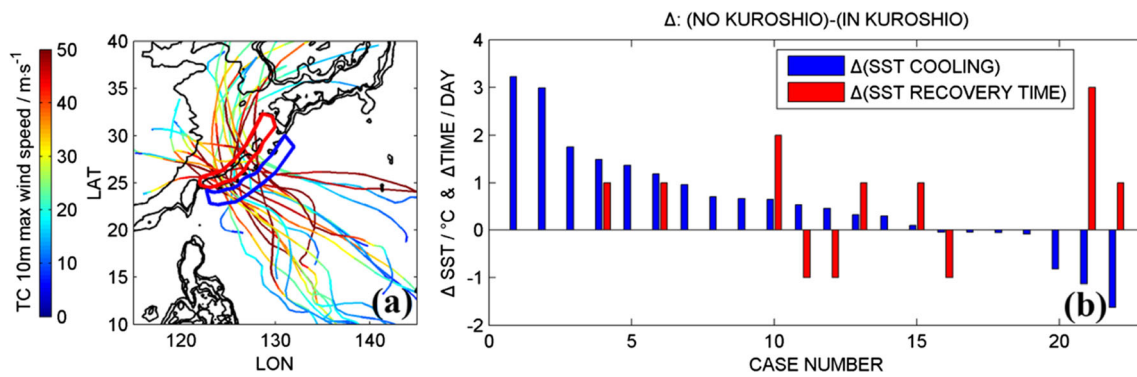 TC 10m max wind speed / ms⁻¹
50
40
30
20
10
0
LAT
40
35
30
25
20
15
10
120
130
140
LON
(a)
Δ: (NO KUROSHIO)-(IN KUROSHIO)
Δ SST / °C & ΔTIME / DAY
4
3
2
1
0
-1
-2
Δ(SST COOLING)
Δ(SST RECOVERY TIME)
0
5
10
15
20
CASE NUMBER
(b)